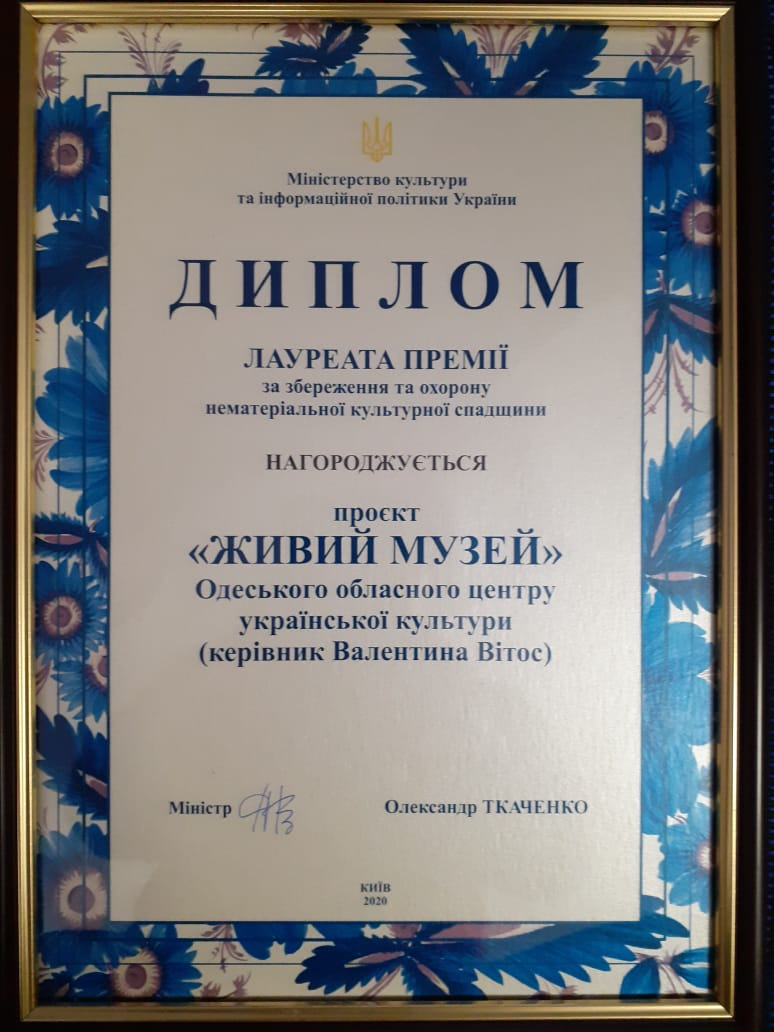 Міністерство культури
та інформаційної політики України
ДИПЛОМ
ЛАУРЕАТА ПРЕМІЇ
за збереження та охорону
нематеріальної культурної спадщини
НАГОРОДЖУЄТЬСЯ
проєкт
«ЖИВИЙ МУЗЕЙ»
Одеського обласного центру
української культури
(керівник Валентина Вітос)
Міністр Олександр ТКАЧЕНКО
КИЇВ
2020